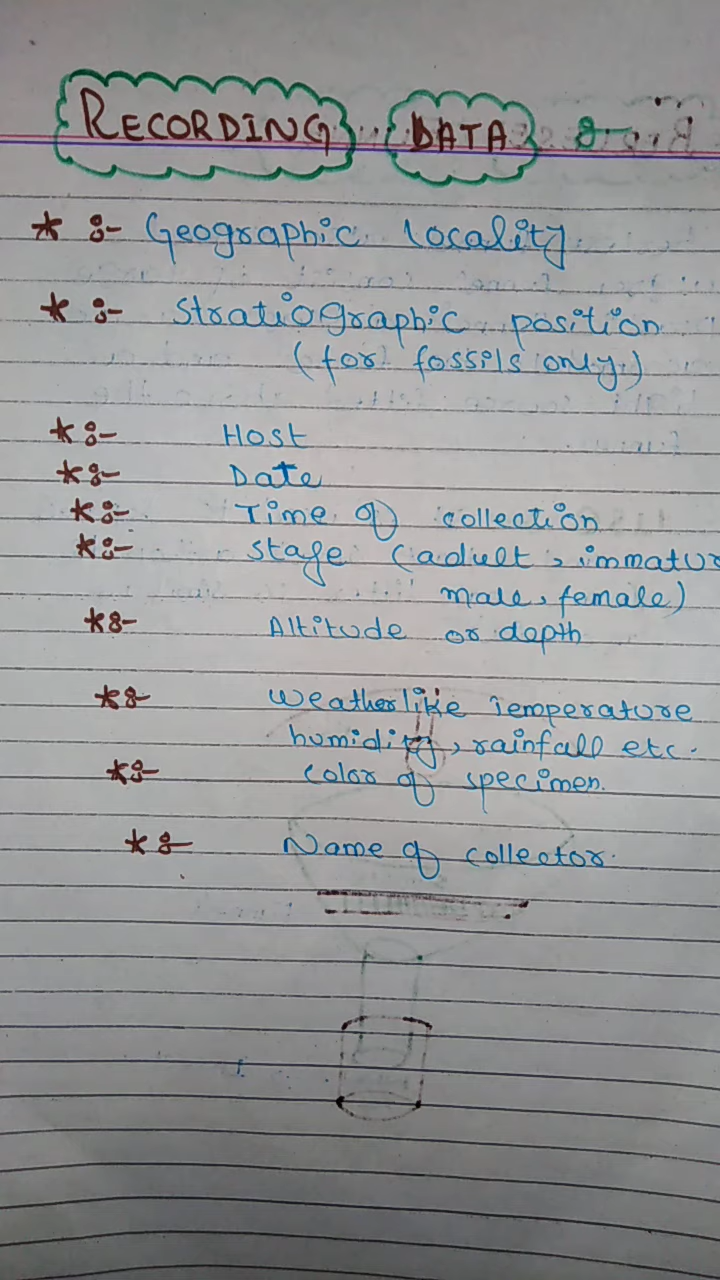 RECORDING DATA :-
* :- Geographic locality
* :- Stratiographic position
(for fossils only)
* :- Host
* :- Date
* :- Time of collection
* :- Stage (adult, immatur
male, female)
* :- Altitude or depth
* :- Weather like Temperature
humidity, rainfall etc.
* :- Color of specimen.
* :- Name of collector.